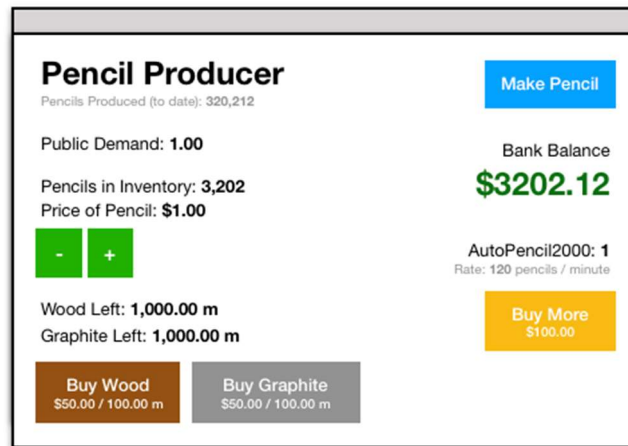 Pencil Producer
Pencils Produced (to date): 320,212
Make Pencil
Public Demand: 1.00
Bank Balance
$3202.12
Pencils in Inventory: 3,202
Price of Pencil: $1.00
- +
AutoPencil2000: 1
Rate: 120 pencils / minute
Wood Left: 1,000.00 m
Graphite Left: 1,000.00 m
Buy More
$100.00
Buy Wood
$50.00 / 100.00 m
Buy Graphite
$50.00 / 100.00 m